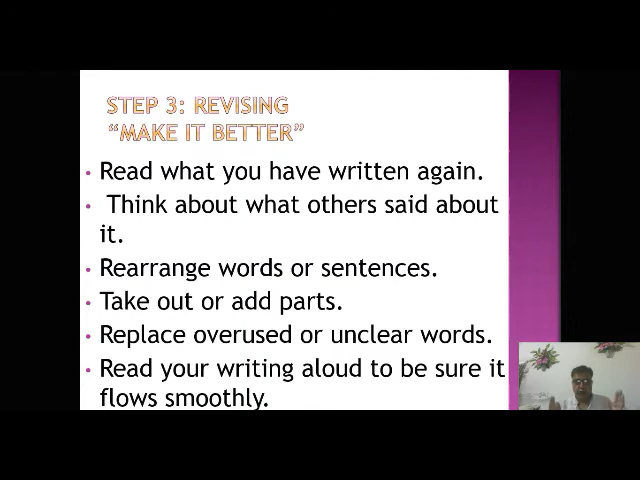 STEP 3: REVISING
“MAKE IT BETTER”
• Read what you have written again.
• Think about what others said about
it.
• Rearrange words or sentences.
• Take out or add parts.
• Replace overused or unclear words.
• Read your writing aloud to be sure it
flows smoothly.